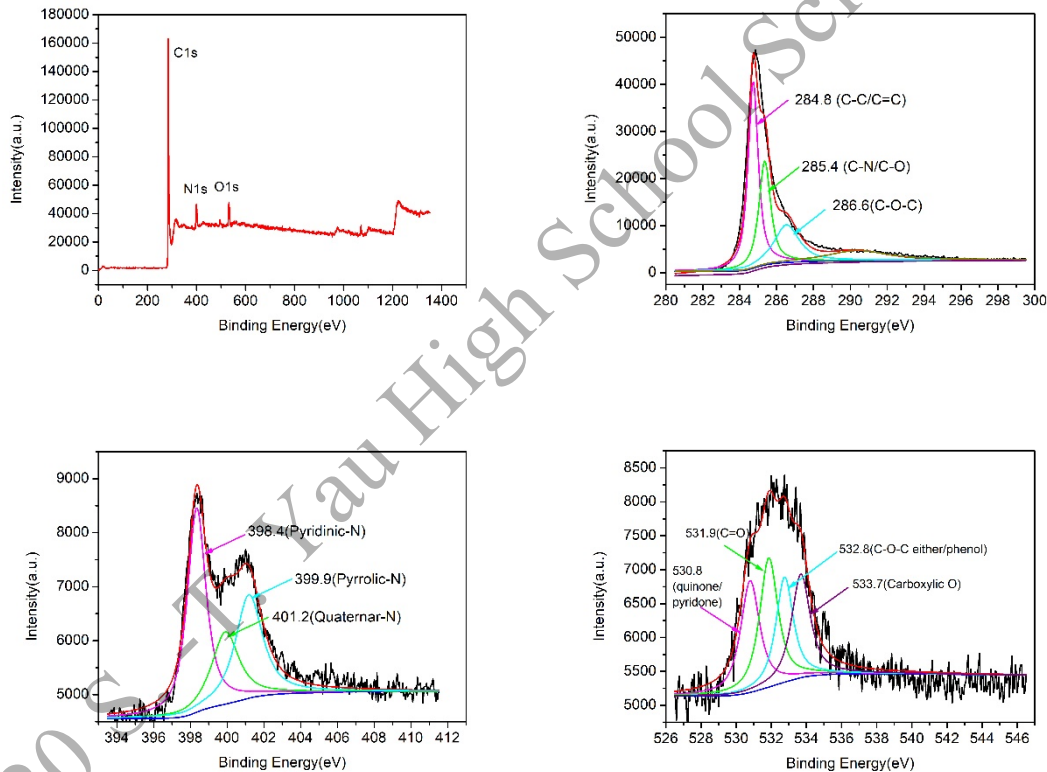 180000
160000
140000
120000
100000
80000
60000
40000
20000
0
Intensity(a.u.)
C1s
N1s
O1s
0 200 400 600 800 1000 1200 1400
Binding Energy(eV)
50000
40000
30000
20000
10000
0
Intensity(a.u.)
284.8 (C-C/C=C)
285.4 (C-N/C-O)
286.6(C-O-C)
280 282 284 286 288 290 292 294 296 298 300
Binding Energy(eV)
9000
8000
7000
6000
5000
Intensity(a.u.)
398.4(Pyridinic-N)
399.9(Pyrrolic-N)
401.2(Quaternar-N)
394 396 398 400 402 404 406 408 410 412
Binding Energy(eV)
8500
8000
7500
7000
6500
6000
5500
5000
Intensity(a.u.)
531.9(C=O)
532.8(C-O-C either/phenol)
530.8
(quinone/
pyridone)
533.7(Carboxylic O)
526 528 530 532 534 536 538 540 542 544 546
Binding Energy(eV)
S.-T. Yau High School